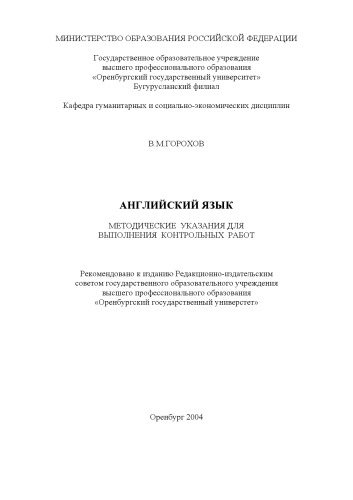 МИНИСТЕРСТВО ОБРАЗОВАНИЯ РОССИЙСКОЙ ФЕДЕРАЦИИ
Государственное образовательное учреждение
высшего профессионального образования
«Оренбургский государственный университет»
Бугурусланский филиал
Кафедра гуманитарных и социально-экономических дисциплин
В.М.ГОРОХОВ
АНГЛИЙСКИЙ ЯЗЫК
МЕТОДИЧЕСКИЕ УКАЗАНИЯ ДЛЯ
ВЫПОЛНЕНИЯ КОНТРОЛЬНЫХ РАБОТ
Рекомендовано к изданию Редакционно-издательским
советом государственного образовательного учреждения
высшего профессионального образования
«Оренбургский государственный универстет»
Оренбург 2004